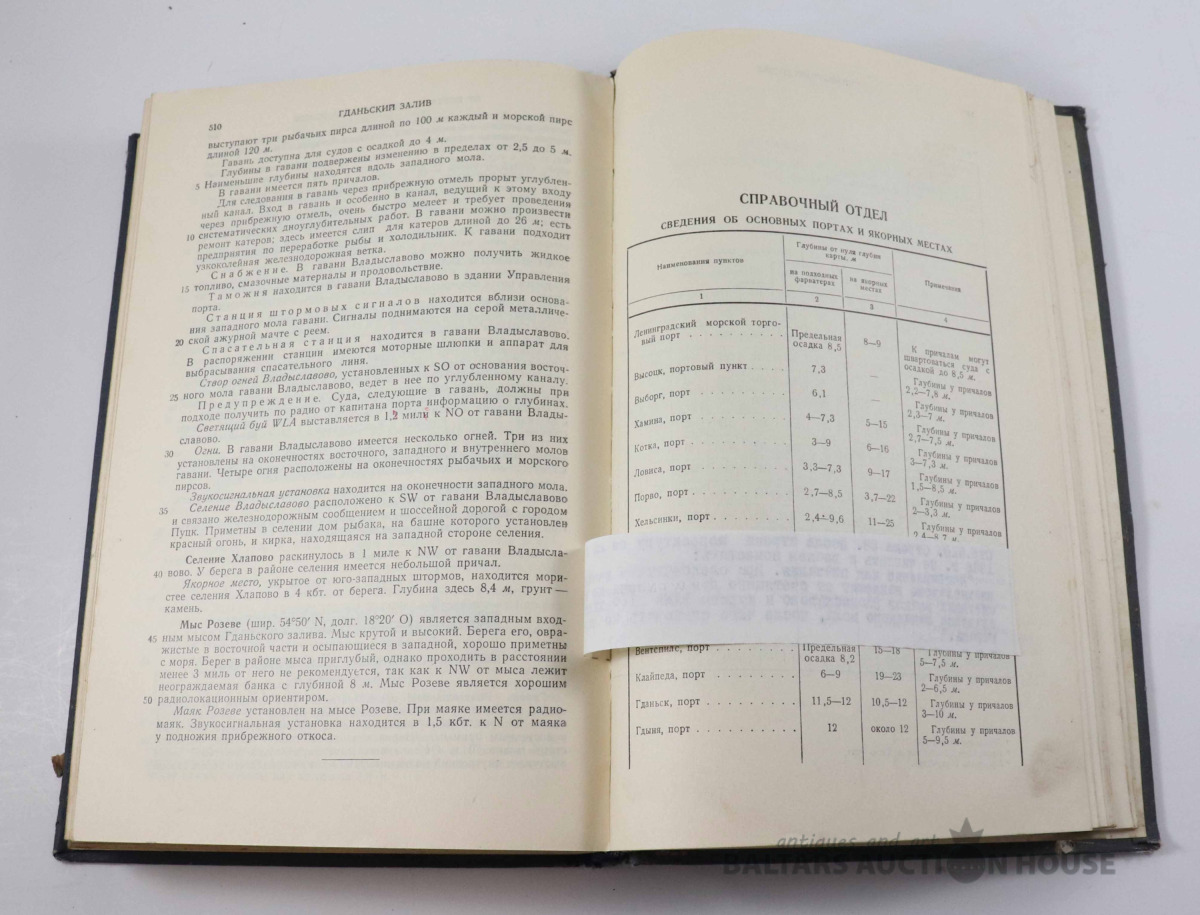 510
ГДАНЬСКИЙ ЗАЛИВ
выступают три рыбачьих пирса длиной по 100 м каждый и морской пирс
длиной 120 м.
Гавань доступна для судов с осадкой до 4 м.
Глубины в гавани подвержены изменению в пределах от 2,5 до 5 м.
5 Наименьшие глубины находятся вдоль западного мола.
В гавани имеется пять причалов.
Для следования в гавань через прибрежную отмель прорыт углублен-
ный канал. Вход в гавань и особенно в канал, ведущий к этому входу
через прибрежную отмель, очень быстро мелеет и требует проведения
10 систематических дноуглубительных работ. В гавани можно произвести
ремонт катеров; здесь имеется слип для катеров длиной до 26 м; есть
предприятия по переработке рыбы и холодильник. К гавани подходит
узкоколейная железнодорожная ветка.
Снабжение. В гавани Владыславово можно получить жидкое
15 топливо, смазочные материалы и продовольствие.
Таможня находится в гавани Владыславово в здании Управления
порта.
Станция штормовых сигналов находится вблизи основа-
ния западного мола гавани. Сигналы поднимаются на серой металличе-
20 ской ажурной мачте с реем.
Спасательная станция находится в гавани Владыславово.
В распоряжении станции имеются моторные шлюпки и аппарат для
выбрасывания спасательного линя.
Створ огней Владыславово, установленных к SO от основания восточ-
ного мола гавани Владыславово, ведет в нее по углубленному каналу.
25 Предупреждение. Суда, следующие в гавань, должны при
подходе получить по радио от капитана порта информацию о глубинах.
Светящий буй WLA выставляется в 1,2 мили к NO от гавани Влады-
славово.
30 Огни. В гавани Владыславово имеется несколько огней. Три из них
установлены на оконечностях восточного, западного и внутреннего молов
гавани. Четыре огня расположены на оконечностях рыбачьих и морского
пирсов.
Звукосигнальная установка находится на оконечности западного мола.
35 Селение Владыславово расположено к SW от гавани Владыславово
и связано железнодорожным сообщением и шоссейной дорогой с городом
Пуцк. Приметны в селении дом рыбака, на башне которого установлен
красный огонь, и кирка, находящаяся на западной стороне селения.
Селение Хлапово раскинулось в 1 миле к NW от гавани Владысла-
40 вово. У берега в районе селения имеется небольшой причал.
Якорное место, укрытое от юго-западных штормов, находится мори-
стее селения Хлапово в 4 кбт. от берега. Глубина здесь 8,4 м, грунт —
камень.
Мыс Розеве (шир. 54°50′ N, долг. 18°20′ О) является западным вход-
45 ным мысом Гданьского залива. Мыс крутой и высокий. Берега его, овра-
жистые в восточной части и осыпающиеся в западной, хорошо приметны
с моря. Берег в районе мыса приглубый, однако проходить в расстоянии
менее 3 миль от него не рекомендуется, так как к NW от мыса лежит
неограждаемая банка с глубиной 8 м. Мыс Розеве является хорошим
50 радиолокационным ориентиром.
Маяк Розеве установлен на мысе Розеве. При маяке имеется радио-
маяк. Звукосигнальная установка находится в 1,5 кбт. к N от маяка
у подножия прибрежного откоса.
СПРАВОЧНЫЙ ОТДЕЛ
СВЕДЕНИЯ ОБ ОСНОВНЫХ ПОРТАХ И ЯКОРНЫХ МЕСТАХ
Наименования пунктов
Глубины от нуля глубин
карты, м
на подходных
фарватерах
на якорных
местах
Примечания
1 2 3 4
Ленинградский морской торго-
вый порт . . . . . . . . . Предельная
осадка 8,5 8—9 К причалам могут
швартоваться суда с
осадкой до 8,5 м.
Высоцк, портовый пункт . . . . 7,3 — Глубины у причалов
2,2—7,8 м.
Выборг, порт . . . . . . . . 6,1 — Глубины у причалов
2,3—7 м.
Хамина, порт . . . . . . . . 4—7,3 5—15 Глубины у причалов
2,7—7,5 м.
Котка, порт . . . . . . . . 3—9 6—16 Глубины у причалов
3—7,3 м.
Ловиса, порт . . . . . . . . 3,3—7,3 9—17 Глубины у причалов
1,5—8,5 м.
Порво, порт . . . . . . . . 2,7—8,5 3,7—22 Глубины у причалов
2—3,3 м.
Хельсинки, порт . . . . . . . 2,4—9,6 11—25 Глубины у причалов
2,4—8,7 м.
Вентспилс, порт . . . . . . . Предельная
осадка 8,2 15—18 Глубины у причалов
5—7,5 м.
Клайпеда, порт . . . . . . . 6—9 19—23 Глубины у причалов
2—6,5 м.
Гданьск, порт . . . . . . . . 11,5—12 10,5—12 Глубины у причалов
3—10 м.
Гдыня, порт . . . . . . . . . 12 около 12 Глубины у причалов
5—9,5 м.
antiques and art
BALTARS AUCTION HOUSE